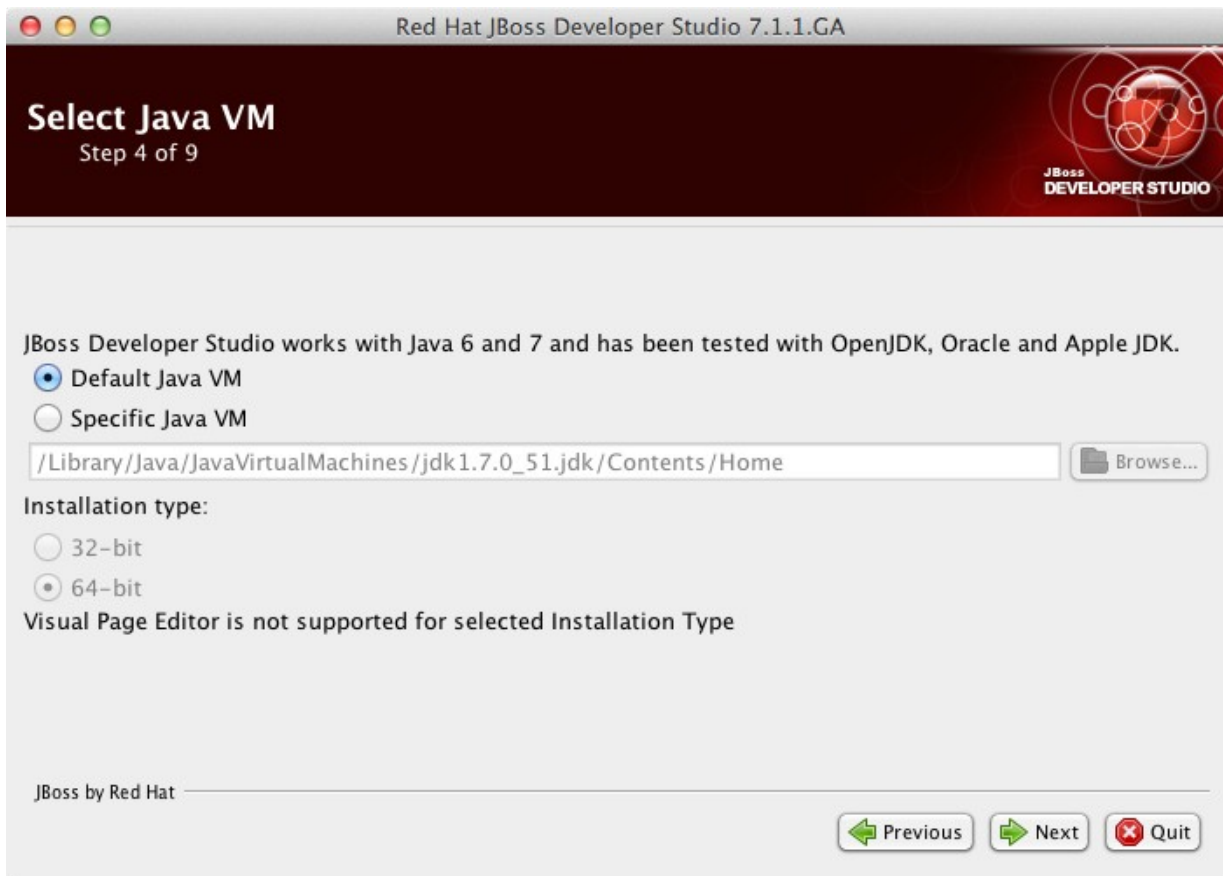 Red Hat JBoss Developer Studio 7.1.1.GA
Select Java VM
Step 4 of 9
7
JBoss
DEVELOPER STUDIO
JBoss Developer Studio works with Java 6 and 7 and has been tested with OpenJDK, Oracle and Apple JDK.
Default Java VM
Specific Java VM
/Library/Java/JavaVirtualMachines/jdk1.7.0_51.jdk/Contents/Home
Browse...
Installation type:
32-bit
64-bit
Visual Page Editor is not supported for selected Installation Type
JBoss by Red Hat
Previous
Next
Quit